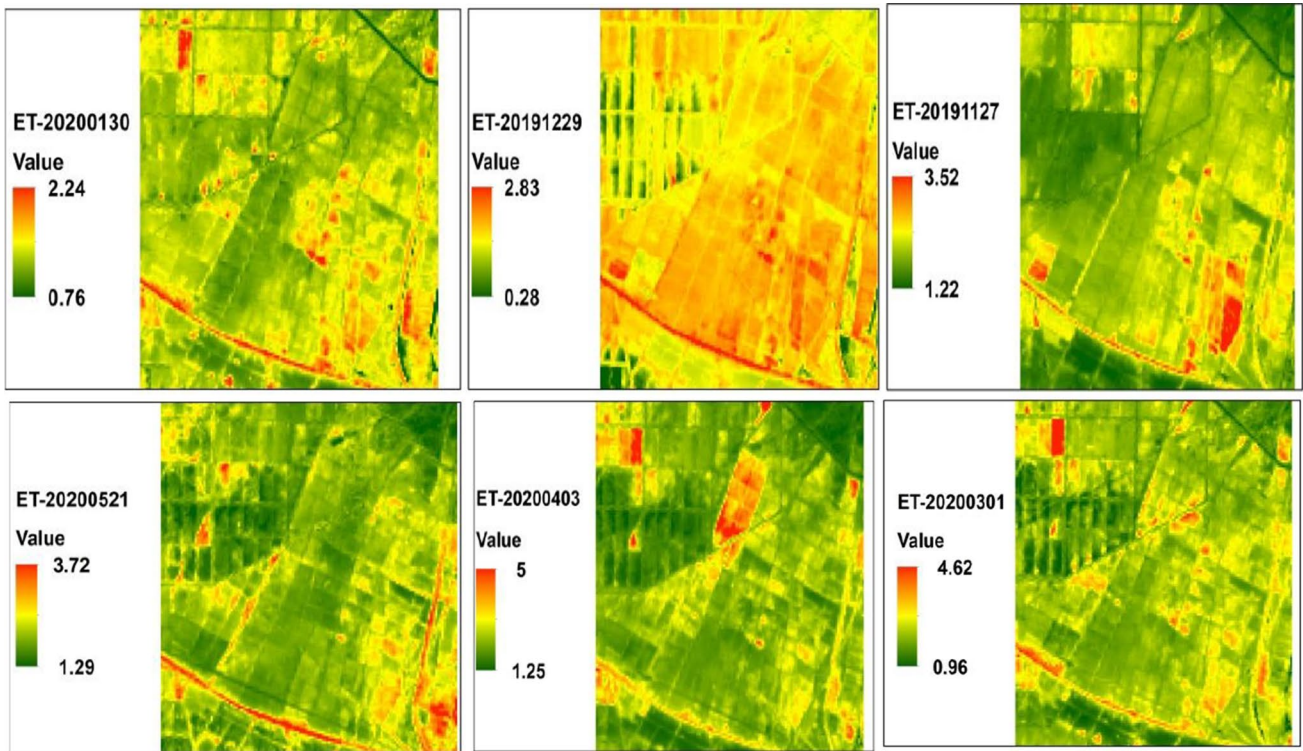 ET-20200130
Value
2.24
0.76
ET-20191229
Value
2.83
0.28
ET-20191127
Value
3.52
1.22
ET-20200521
Value
3.72
1.29
ET-20200403
Value
5
1.25
ET-20200301
Value
4.62
0.96